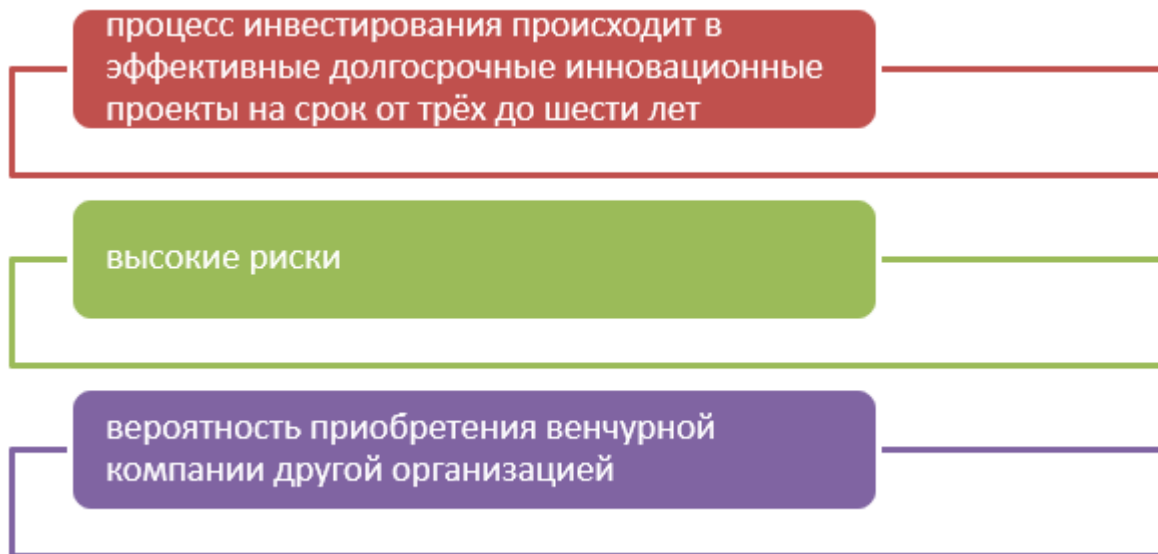 процесс инвестирования происходит в
эффективные долгосрочные инновационные
проекты на срок от трёх до шести лет
высокие риски
вероятность приобретения венчурной
компании другой организацией